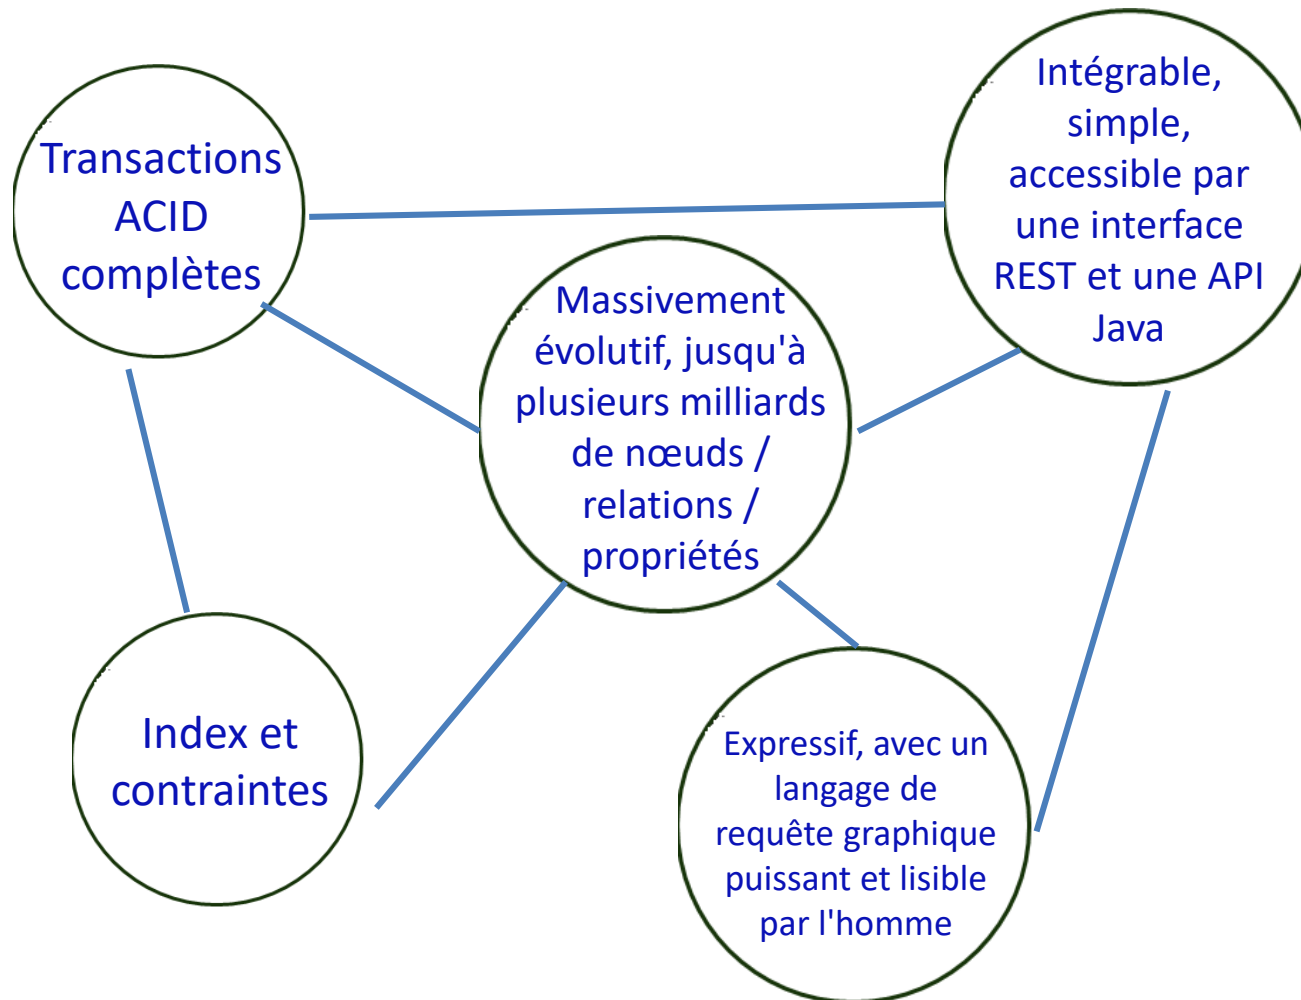 Transactions
ACID
complètes
Intégrable,
simple,
accessible par
une interface
REST et une API
Java
Massivement
évolutif, jusqu'à
plusieurs milliards
de nœuds /
relations /
propriétés
Index et
contraintes
Expressif, avec un
langage de
requête graphique
puissant et lisible
par l'homme